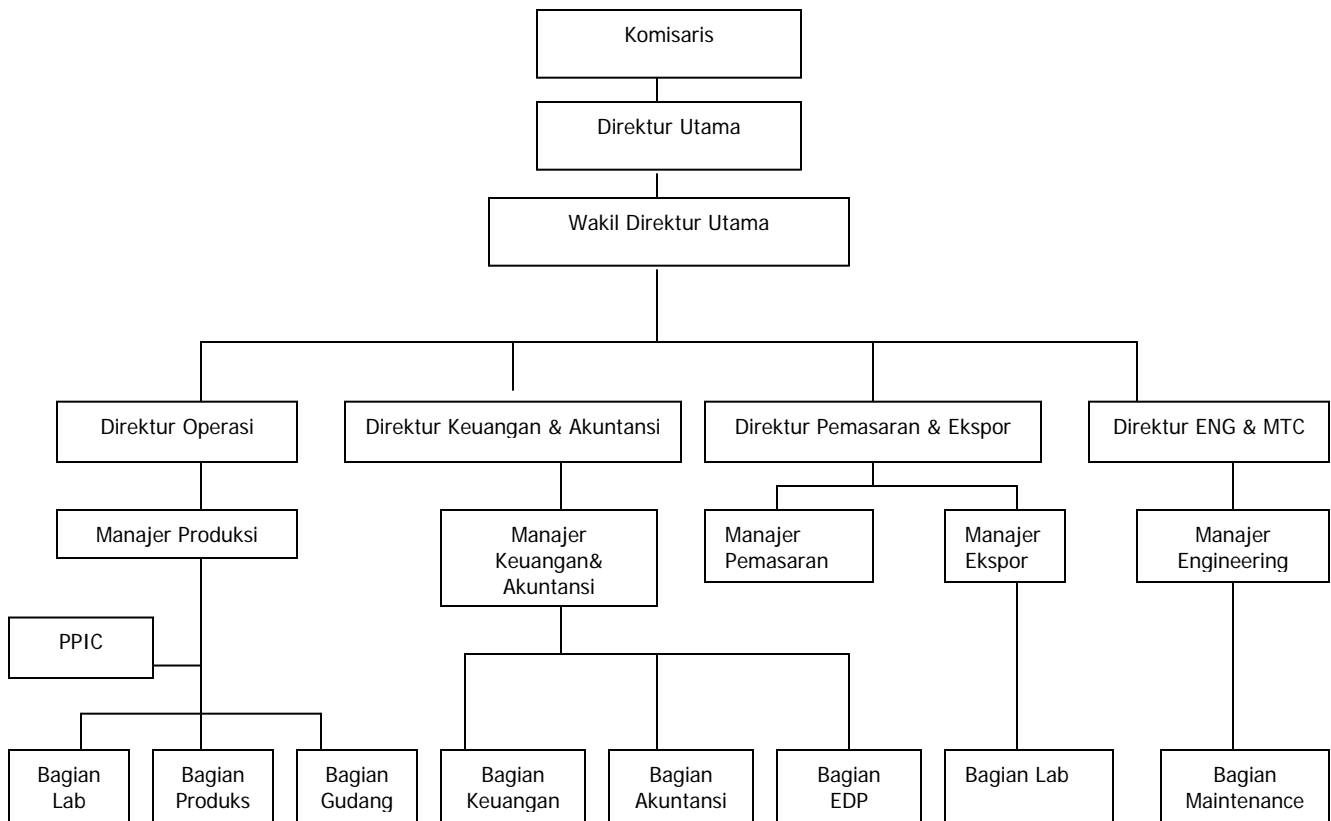 Komisaris
Direktur Utama
Wakil Direktur Utama
Direktur Operasi
Direktur Keuangan & Akuntansi
Direktur Pemasaran & Ekspor
Direktur ENG & MTC
Manajer Produksi
Manajer
Keuangan&
Akuntansi
Manajer
Pemasaran
Manajer
Ekspor
Manajer
Engineering
PPIC
Bagian
Lab
Bagian
Produks
Bagian
Gudang
Bagian
Keuangan
Bagian
Akuntansi
Bagian
EDP
Bagian Lab
Bagian
Maintenance